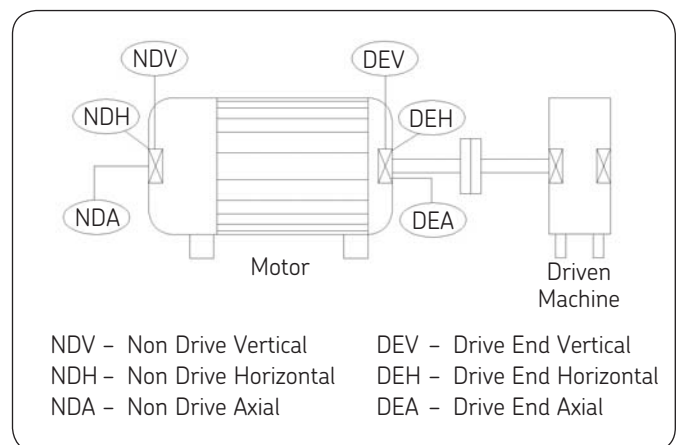 NDV
DEV
NDH
DEH
NDA
DEA
Motor
Driven
Machine
NDV – Non Drive Vertical
DEV – Drive End Vertical
NDH – Non Drive Horizontal
DEH – Drive End Horizontal
NDA – Non Drive Axial
DEA – Drive End Axial